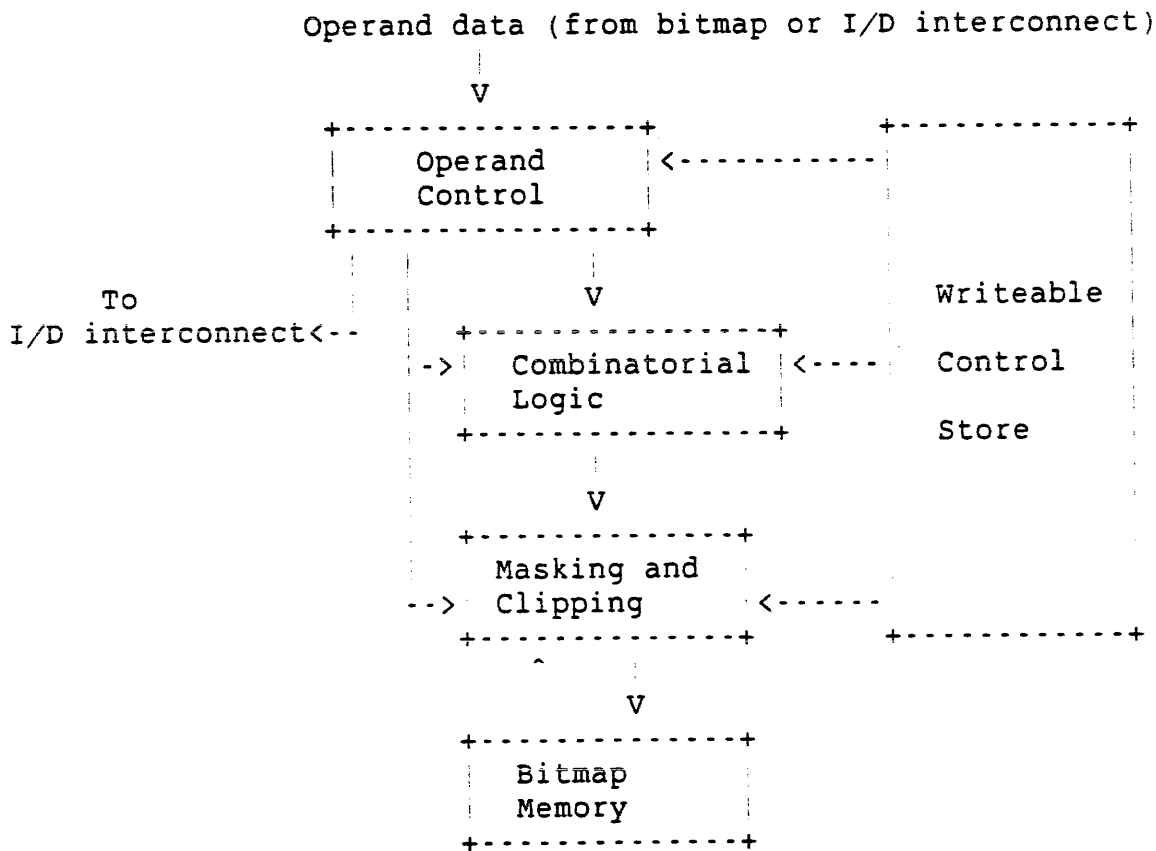 Operand data (from bitmap or I/D interconnect)
V
Operand
Control
To
I/D interconnect<--
V
Writeable
Control
Store
Combinatorial
Logic
V
Masking and
Clipping
V
Bitmap
Memory